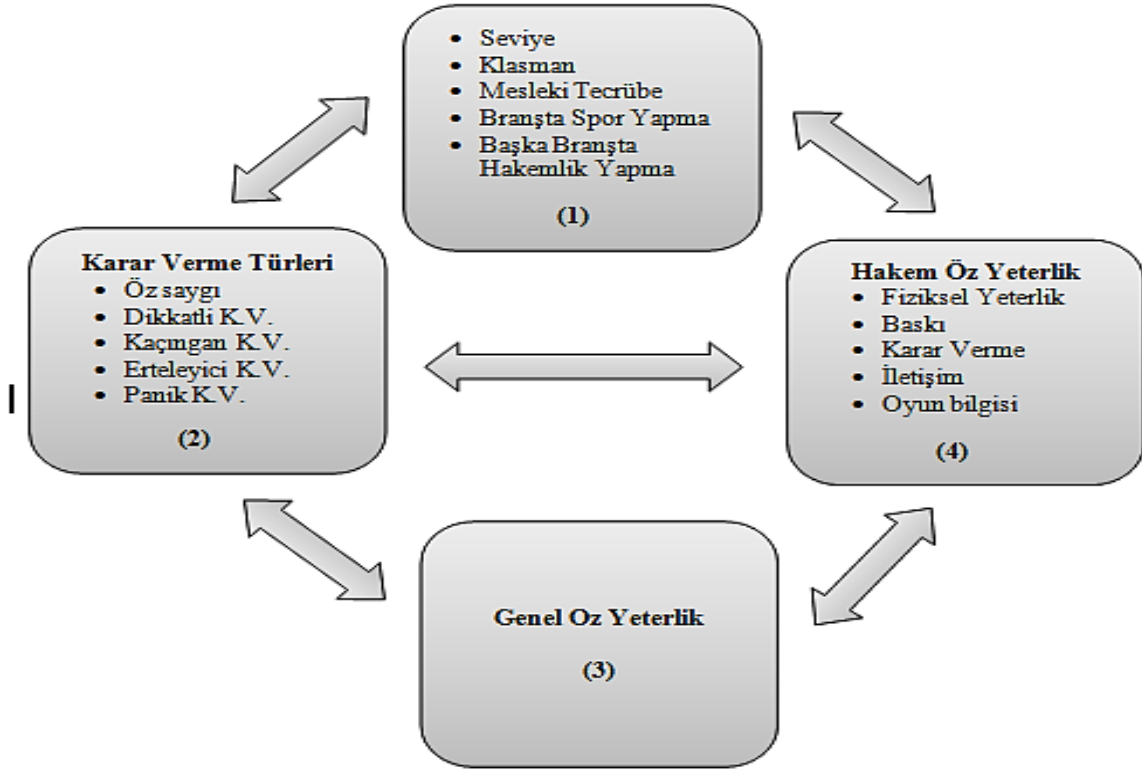 • Seviye
• Klasman
• Mesleki Tecrübe
• Branşta Spor Yapma
• Başka Branşta
Hakemlik Yapma
(1)
Karar Verme Türleri
• Öz saygı
• Dikkatli K.V.
• Kaçıngan K.V.
• Erteleyici K.V.
• Panik K.V.
(2)
Hakem Öz Yeterlik
• Fiziksel Yeterlik
• Baskı
• Karar Verme
• İletişim
• Oyun bilgisi
(4)
Genel Oz Yeterlik
(3)